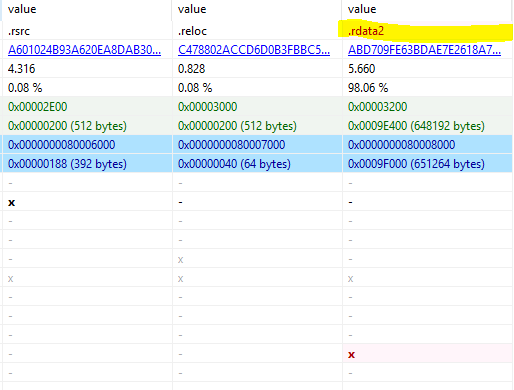 value value value
.rsrc .reloc .rdata2
A601024B93A620EA8DAB30... C478802ACCD6D0B3FBBC5... ABD709FE63BDAE7E2618A7...
4.316 0.828 5.660
0.08 % 0.08 % 98.06 %
0x00002E00 0x00003000 0x00003200
0x00000200 (512 bytes) 0x00000200 (512 bytes) 0x0009E400 (648192 bytes)
0x0000000080006000 0x0000000080007000 0x0000000080008000
0x00000188 (392 bytes) 0x00000040 (64 bytes) 0x0009F000 (651264 bytes)
- - -
x - -
- - -
- - -
- x -
x x x
- - -
- - -
- - -
- - x
- - -